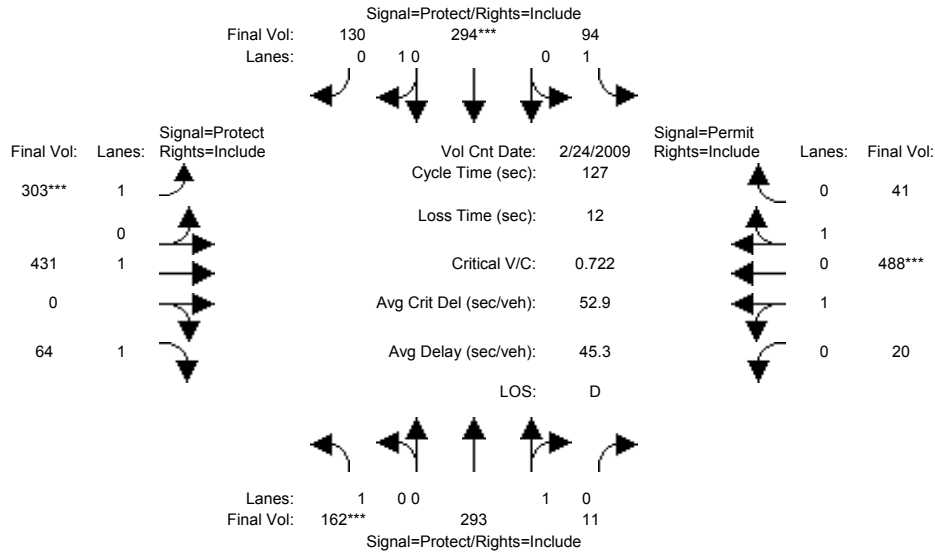 Signal=Protect/Rights=Include
Final Vol: 130 294*** 94
Lanes: 0 1 0 0 1
Signal=Protect Signal=Permit
Final Vol: Lanes: Rights=Include Vol Cnt Date: 2/24/2009 Rights=Include Lanes: Final Vol:
Cycle Time (sec): 127
303*** 1 0 41
Loss Time (sec): 12
0 1
431 1 Critical V/C: 0.722 0 488***
0 0 Avg Crit Del (sec/veh): 52.9 1
64 1 Avg Delay (sec/veh): 45.3 0 20
LOS: D
Lanes: 1 0 0 1 0
Final Vol: 162*** 293 11
Signal=Protect/Rights=Include